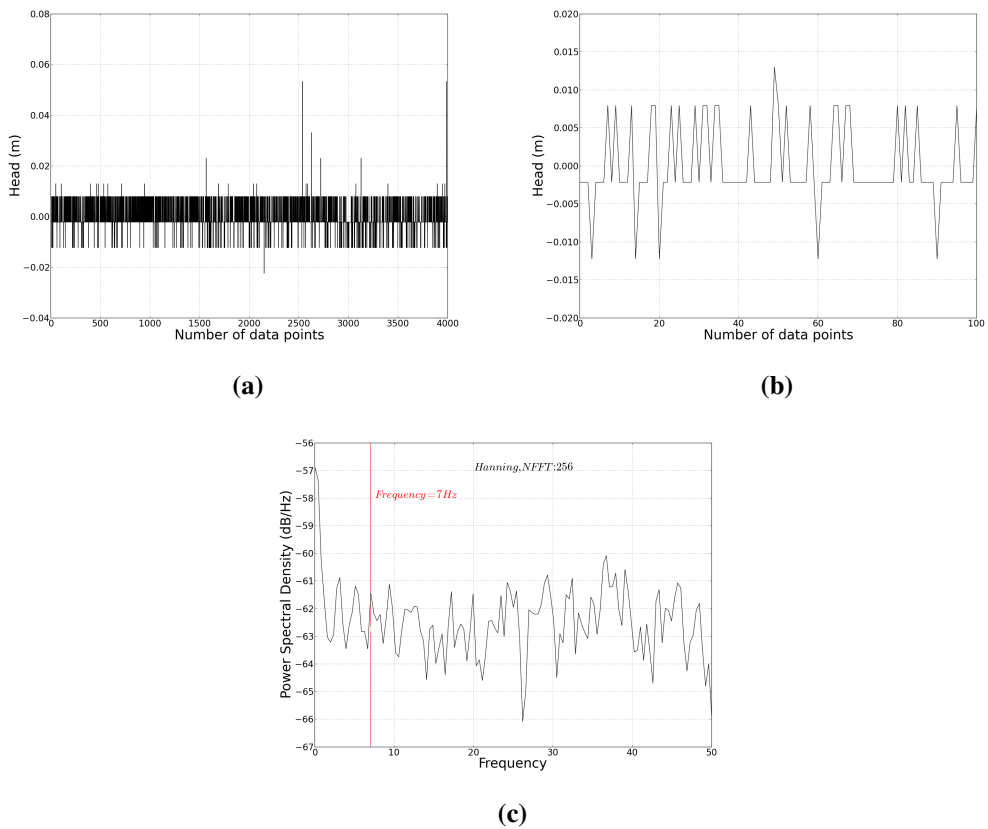 0.08
0.06
0.04
0.02
0.00
−0.02
−0.04
Head (m)
0 500 1000 1500 2000 2500 3000 3500 4000
Number of data points
(a)
0.020
0.015
0.010
0.005
0.000
−0.005
−0.010
−0.015
−0.020
Head (m)
0 20 40 60 80 100
Number of data points
(b)
−56
−57
−58
−59
−60
−61
−62
−63
−64
−65
−66
−67
Power Spectral Density (dB/Hz)
Hanning,NFFT:256
Frequency=7Hz
0 10 20 30 40 50
Frequency
(c)